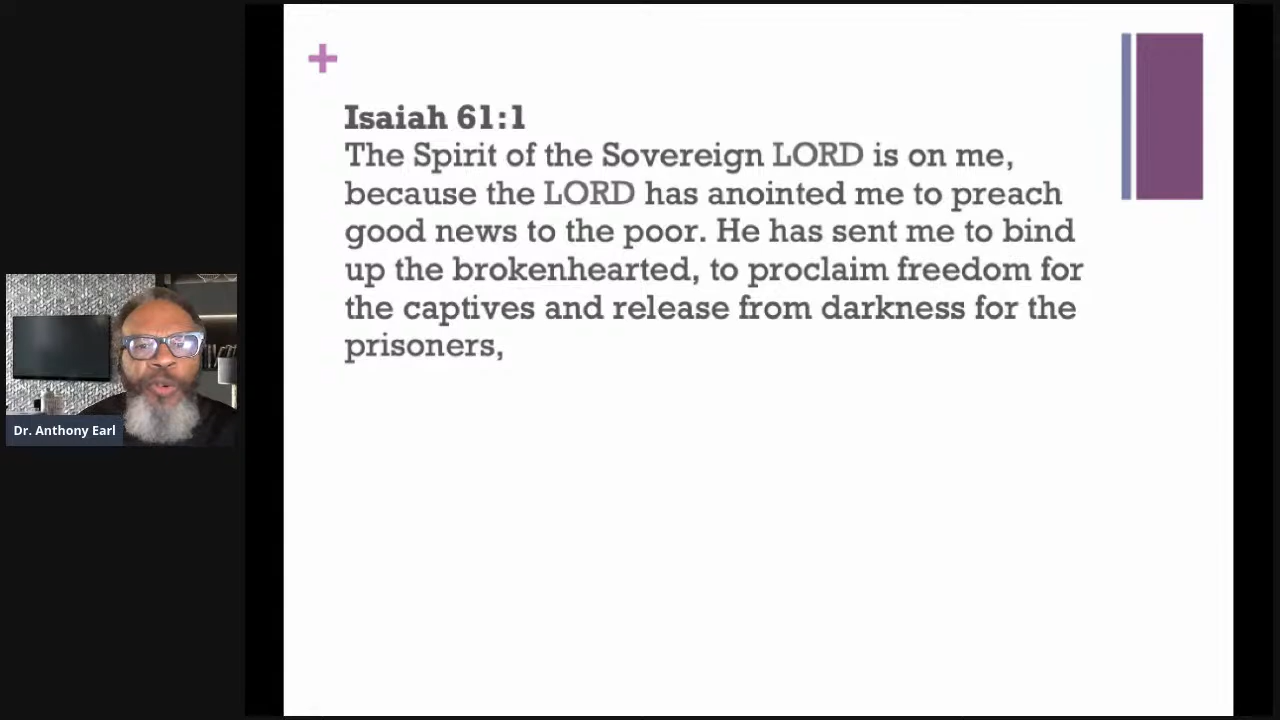 Isaiah 61:1
The Spirit of the Sovereign LORD is on me,
because the LORD has anointed me to preach
good news to the poor. He has sent me to bind
up the brokenhearted, to proclaim freedom for
the captives and release from darkness for the
prisoners,
Dr. Anthony Earl